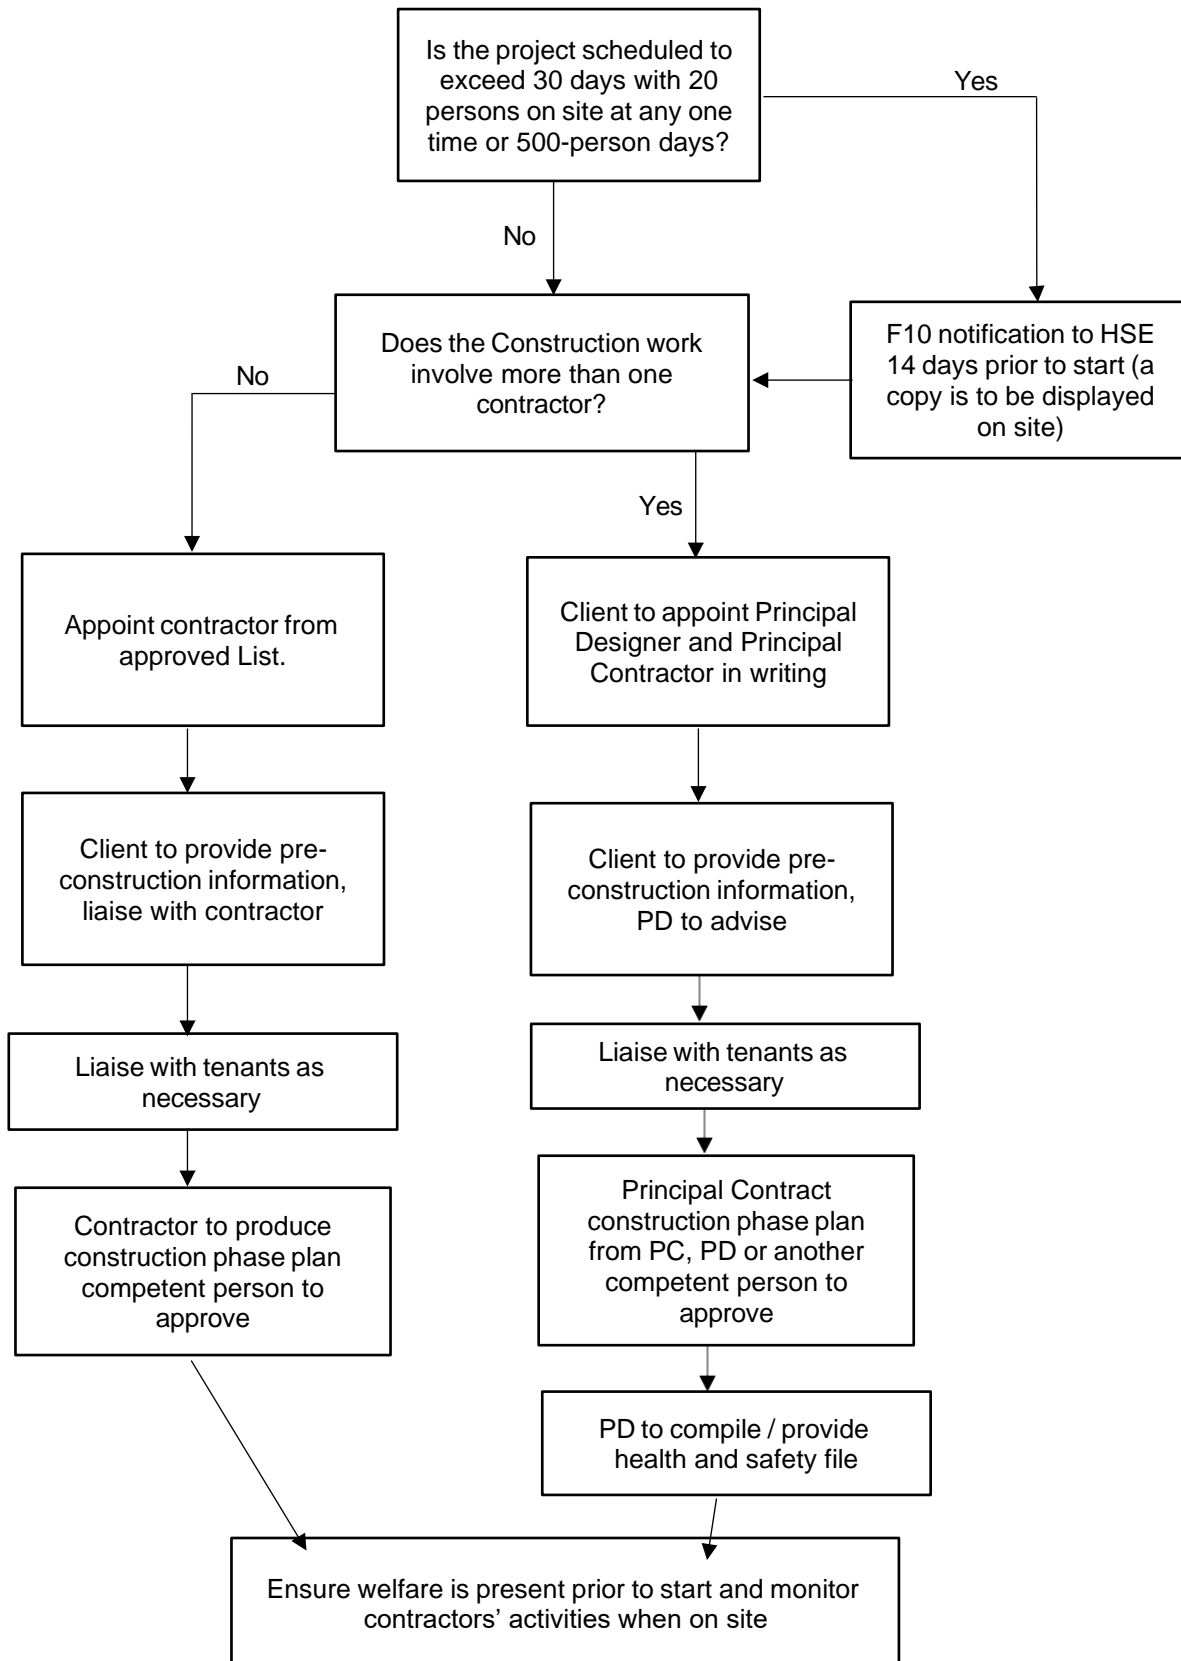 Is the project scheduled to
exceed 30 days with 20
persons on site at any one
time or 500-person days?
Yes
No
F10 notification to HSE
14 days prior to start (a
copy is to be displayed
on site)
Does the Construction work
involve more than one
contractor?
No
Yes
Appoint contractor from
approved List.
Client to appoint Principal
Designer and Principal
Contractor in writing
Client to provide pre-
construction information,
liaise with contractor
Client to provide pre-
construction information,
PD to advise
Liaise with tenants as
necessary
Liaise with tenants as
necessary
Contractor to produce
construction phase plan
competent person to
approve
Principal Contract
construction phase plan
from PC, PD or another
competent person to
approve
PD to compile / provide
health and safety file
Ensure welfare is present prior to start and monitor
contractors’ activities when on site